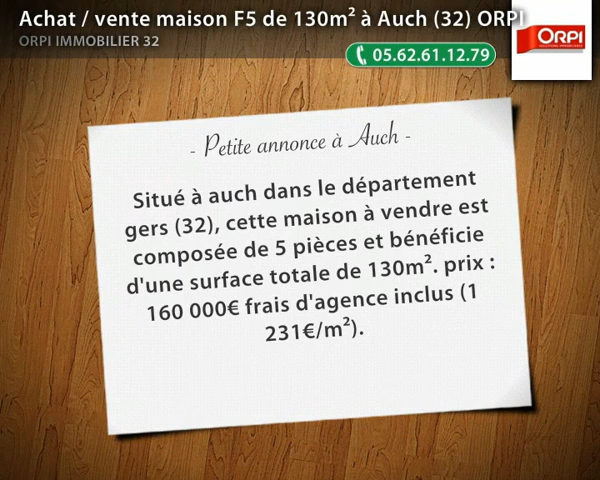 Achat / vente maison F5 de 130m² à Auch (32) ORPI
ORPI IMMOBILIER 32
05.62.61.12.79
ORPI
- Petite annonce à Auch -
Situé à auch dans le département
gers (32), cette maison à vendre est
composée de 5 pièces et bénéficie
d'une surface totale de 130m². prix :
160 000€ frais d'agence inclus (1
231€/m²).